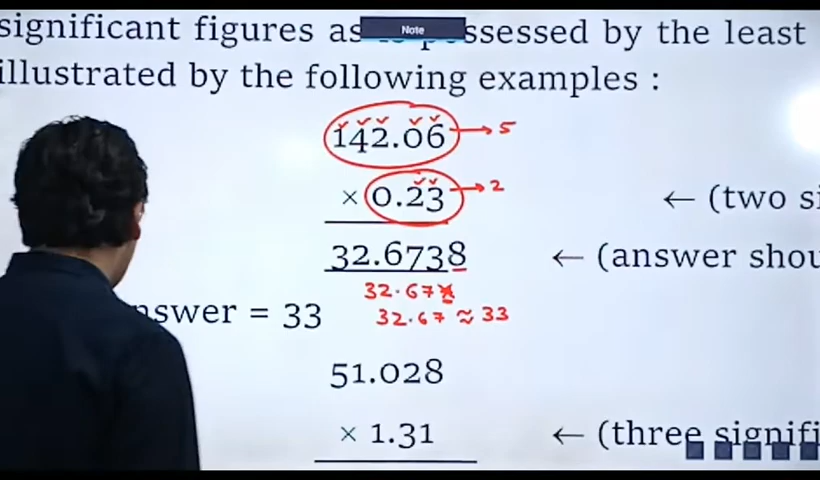 significant figures as ssessed by the least
Note
illustrated by the following examples :
142.06 → 5
× 0.23 → 2 ← (two si
32.6738 ← (answer shou
32.67
nswer = 33 32.67 ≈ 33
51.028
× 1.31 ← (three signifi